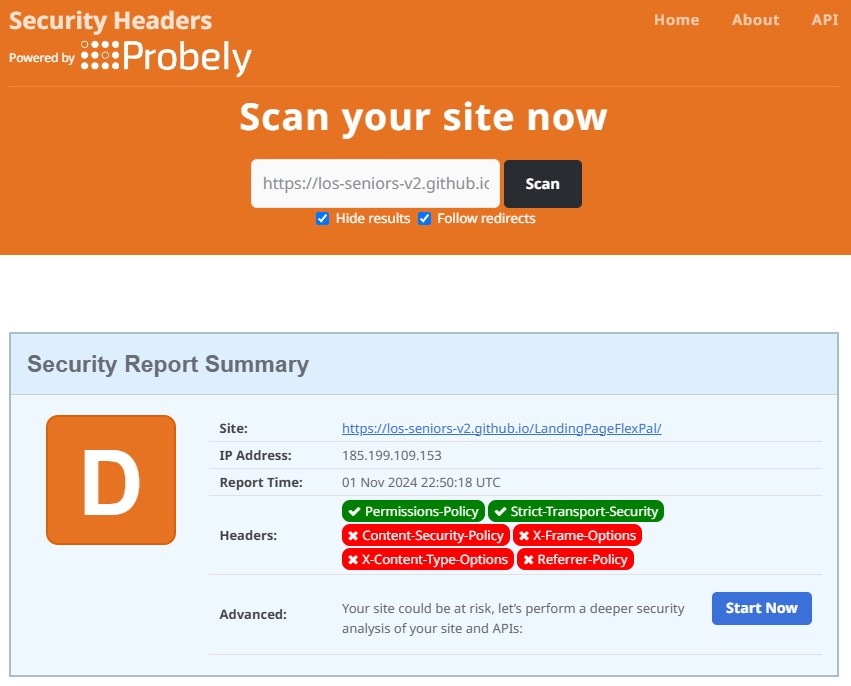 Security Headers
Home About API
Powered by Probely
Scan your site now
https://los-seniors-v2.github.io
Scan
Hide results Follow redirects
Security Report Summary
D
Site: https://los-seniors-v2.github.io/LandingPageFlexPal/
IP Address: 185.199.109.153
Report Time: 01 Nov 2024 22:50:18 UTC
Headers: Permissions-Policy Strict-Transport-Security
Content-Security-Policy X-Frame-Options
X-Content-Type-Options Referrer-Policy
Advanced: Your site could be at risk, let’s perform a deeper security
analysis of your site and APIs:
Start Now